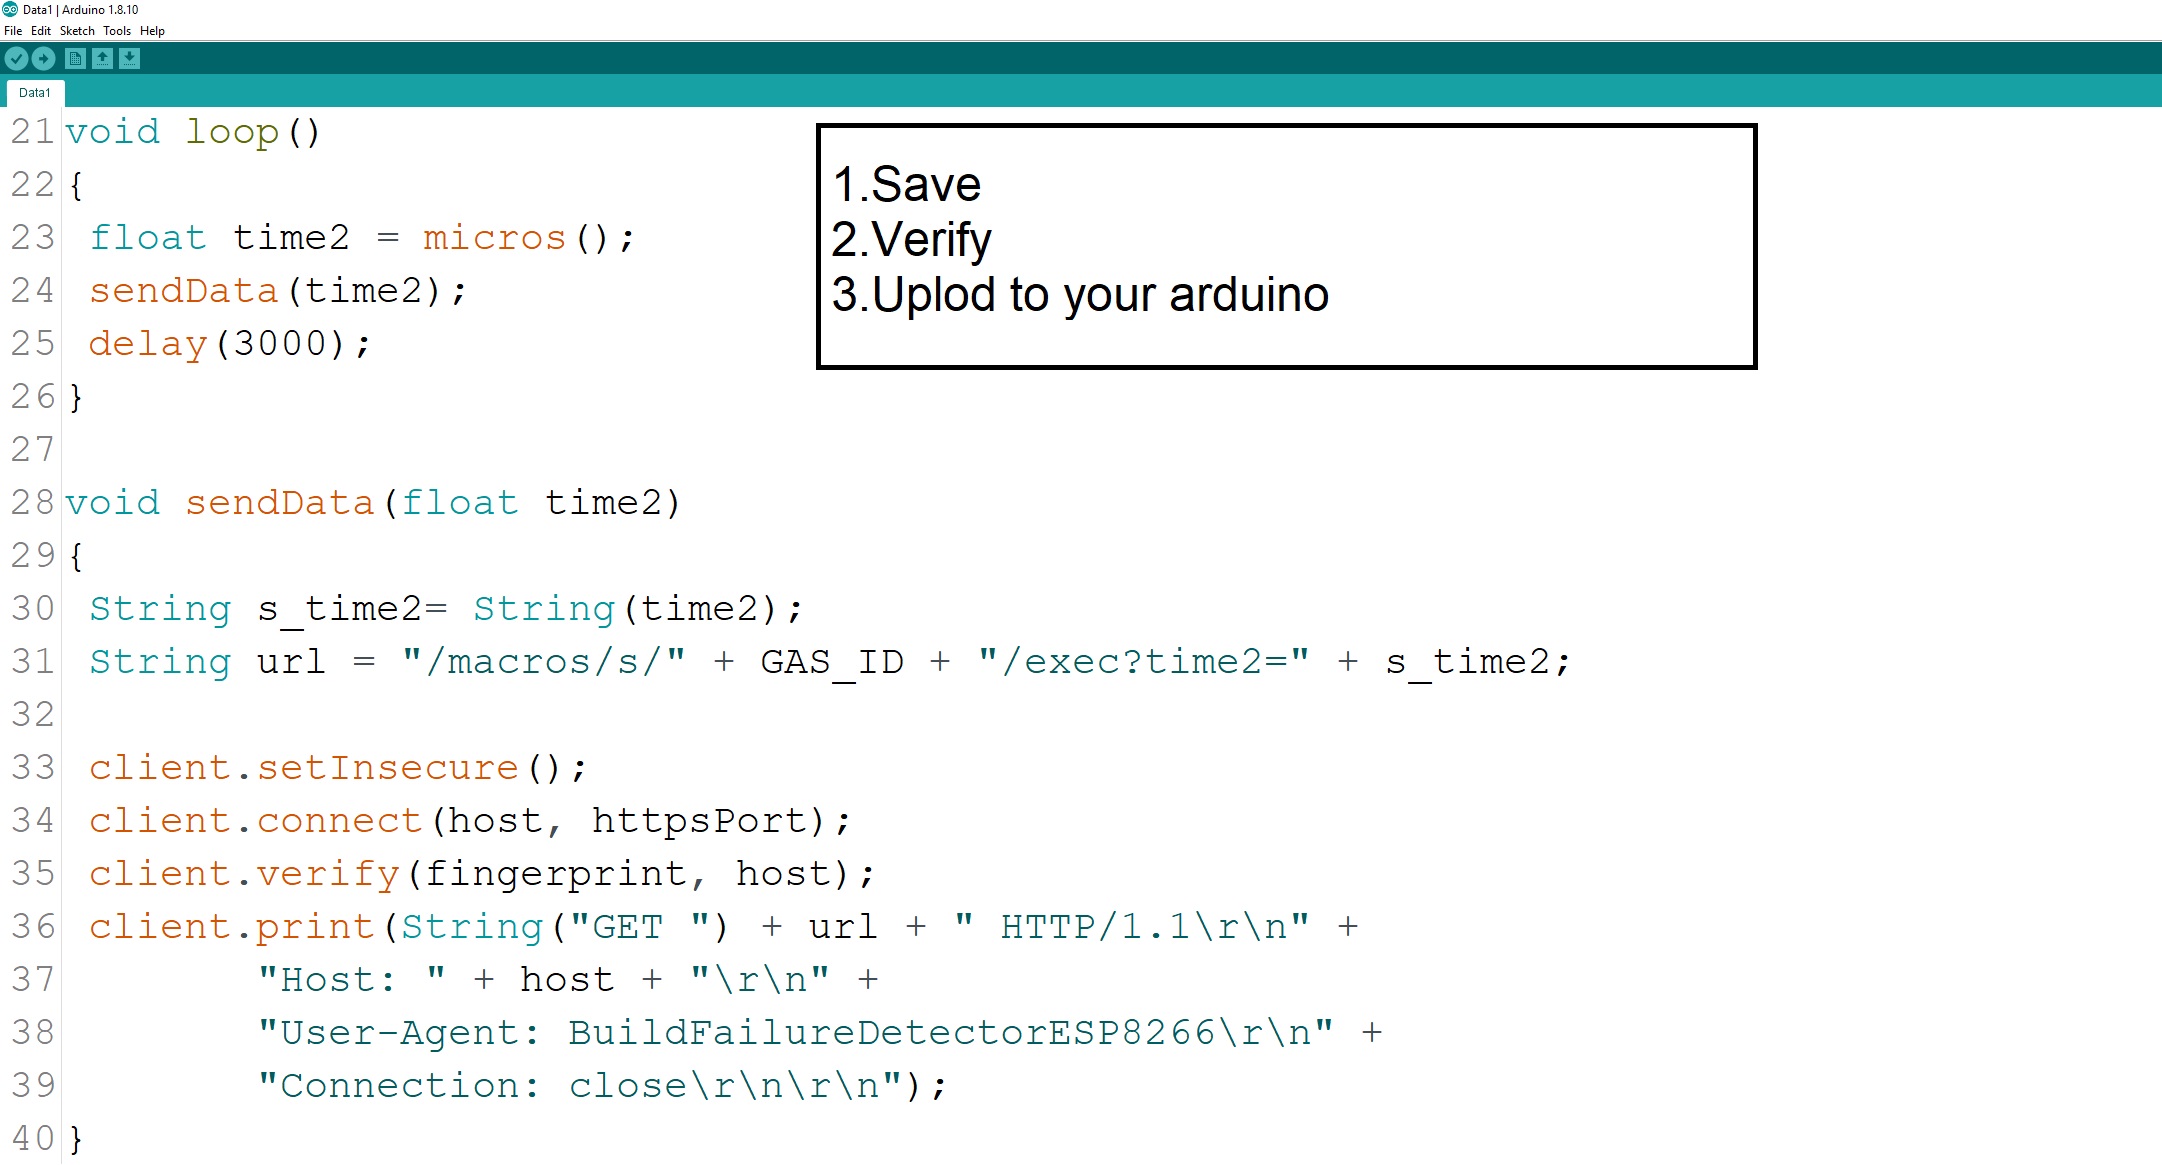 Data1 | Arduino 1.8.10
File Edit Sketch Tools Help
Data1
21 void loop()
22 {
23 float time2 = micros();
24 sendData(time2);
25 delay(3000);
26 }
27
28 void sendData(float time2)
29 {
30 String s_time2= String(time2);
31 String url = "/macros/s/" + GAS_ID + "/exec?time2=" + s_time2;
32
33 client.setInsecure();
34 client.connect(host, httpsPort);
35 client.verify(fingerprint, host);
36 client.print(String("GET ") + url + " HTTP/1.1\r\n" +
37 "Host: " + host + "\r\n" +
38 "User-Agent: BuildFailureDetectorESP8266\r\n" +
39 "Connection: close\r\n\r\n");
40 }
1.Save
2.Verify
3.Uplod to your arduino